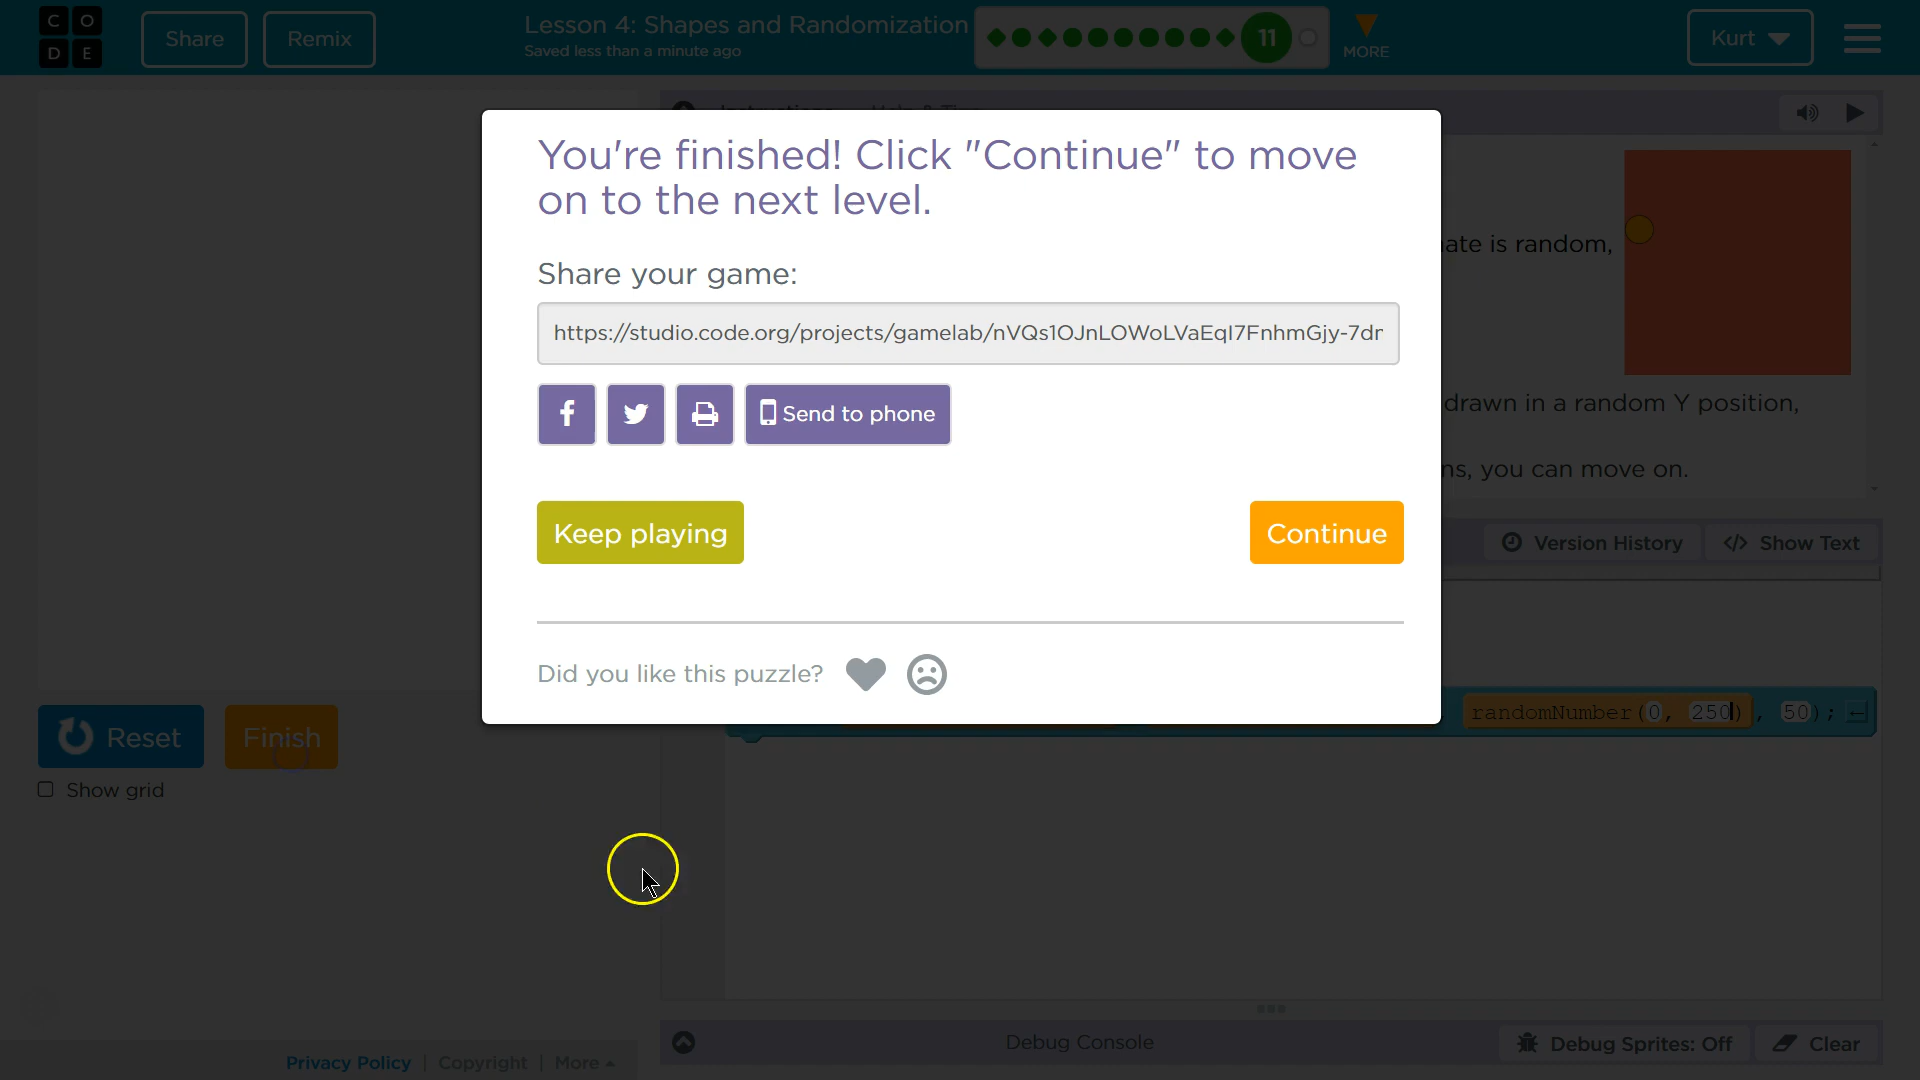 C O
D E
Share
Remix
Lesson 4: Shapes and Randomization
Saved less than a minute ago
11
MORE
Kurt
You're finished! Click "Continue" to move
on to the next level.
ate is random,
Share your game:
https://studio.code.org/projects/gamelab/nVQs1OJnLOWoLVaEqI7FnhmGjy-7dr
f
Send to phone
drawn in a random Y position,
ns, you can move on.
Keep playing
Continue
Version History
</> Show Text
Did you like this puzzle?
randomNumber(0, 250), 50);
Reset
Finish
Show grid
Debug Console
Debug Sprites: Off
Clear
Privacy Policy | Copyright | More